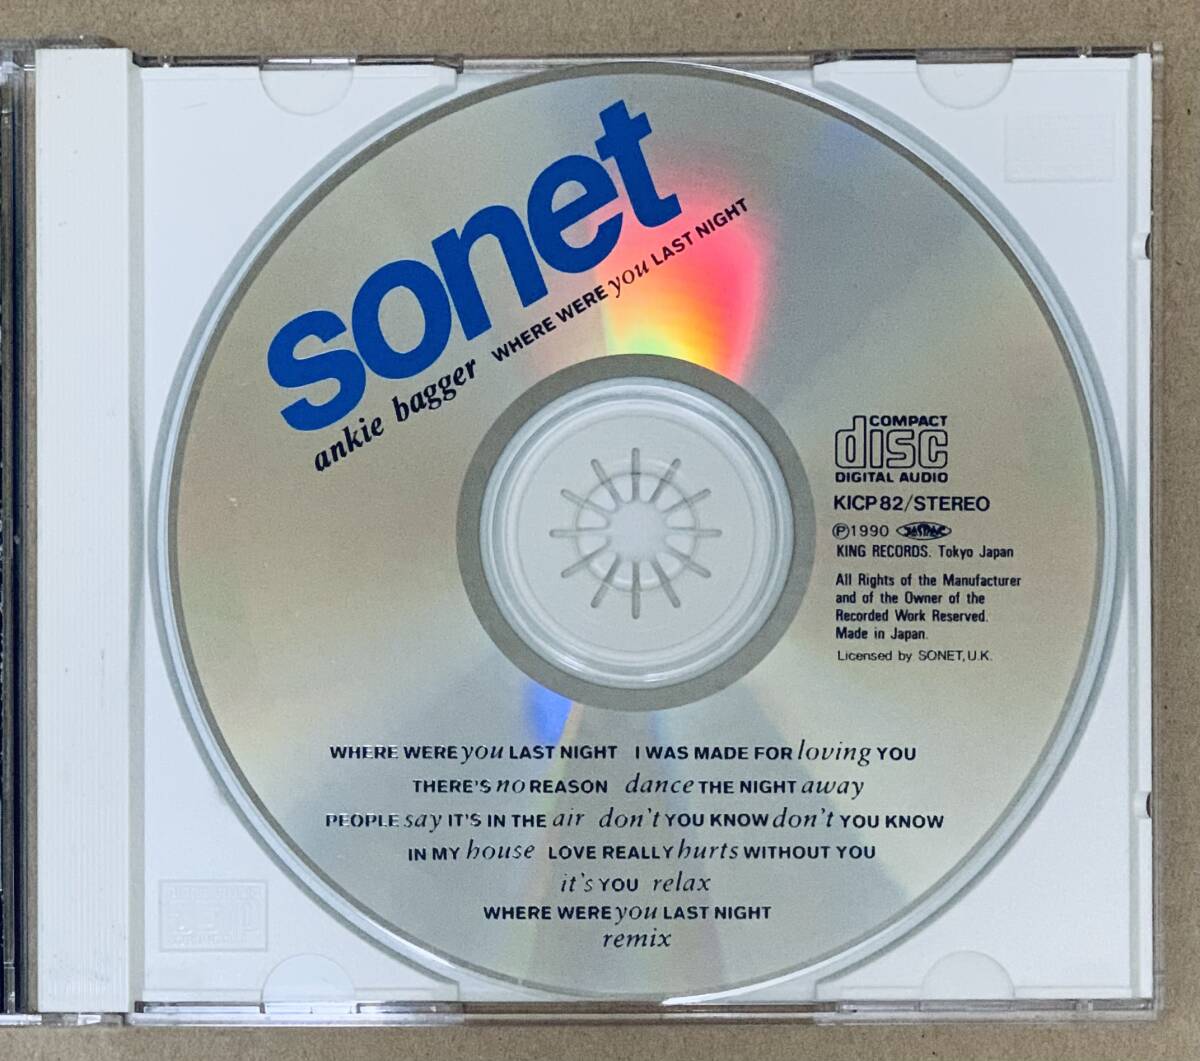 sonet
ankie bagger WHERE WERE you LAST NIGHT
COMPACT
disc
DIGITAL AUDIO
KICP 82/STEREO
Ⓟ1990 JASRAC
KING RECORDS. Tokyo Japan
All Rights of the Manufacturer
and of the Owner of the
Recorded Work Reserved.
Made in Japan.
Licensed by SONET, U.K.
WHERE WERE you LAST NIGHT I WAS MADE FOR loving YOU
THERE'S no REASON dance THE NIGHT away
PEOPLE say IT'S IN THE air don't YOU KNOW don't YOU KNOW
IN MY house LOVE REALLY hurts WITHOUT YOU
it's YOU relax
WHERE WERE you LAST NIGHT
remix